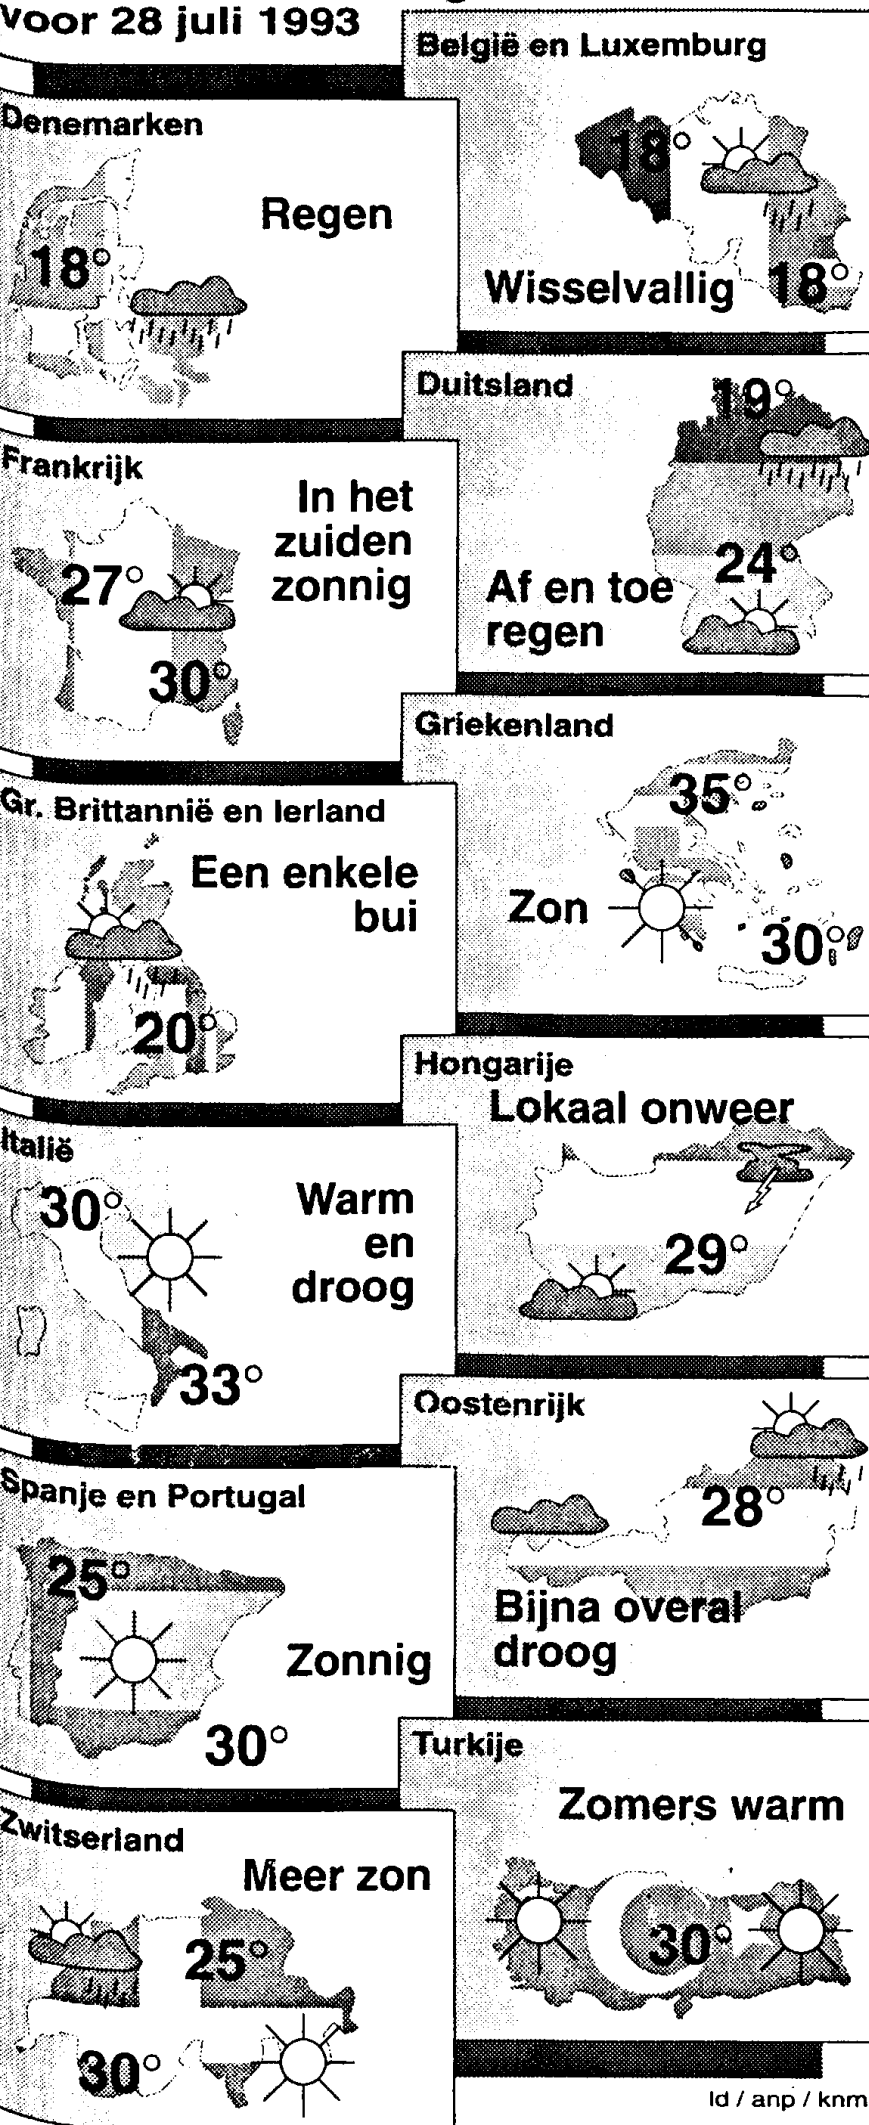 voor 28 juli 1993
België en Luxemburg
18°
Wisselvallig
18°
Denemarken
Regen
18°
Duitsland
19°
24°
Af en toe
regen
Frankrijk
In het
zuiden
zonnig
27°
30°
Griekenland
35°
Zon
30°
Gr. Brittannië en Ierland
Een enkele
bui
20°
Hongarije
Lokaal onweer
29°
Italië
30°
Warm
en
droog
33°
Oostenrijk
28°
Bijna overal
droog
Spanje en Portugal
25°
Zonnig
30°
Turkije
Zomers warm
30°
Zwitserland
Meer zon
25°
30°
ld / anp / knm